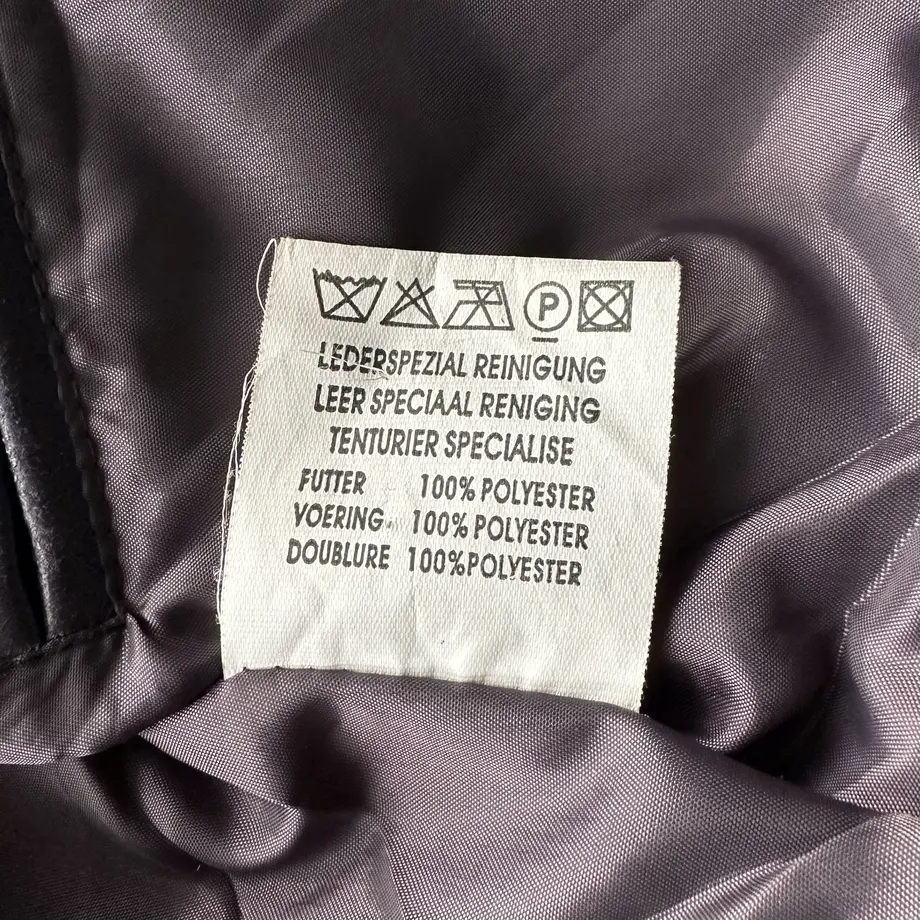 P
LEDERSPEZIAL REINIGUNG
LEER SPECIAAL RENIGING
TENTURIER SPECIALISE
FUTTER 100% POLYESTER
VOERING 100% POLYESTER
DOUBLURE 100%POLYESTER